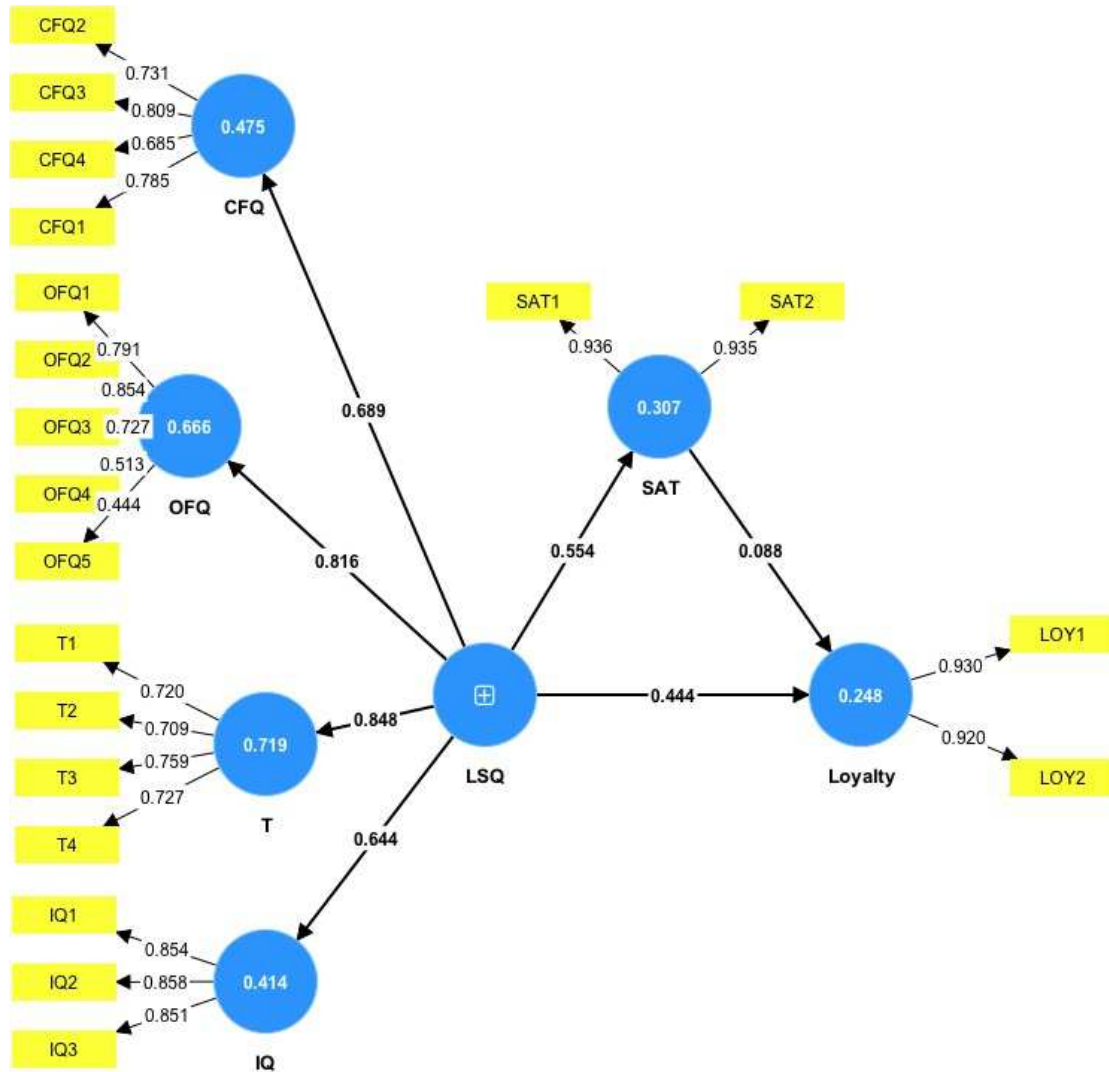 CFQ2
0.731
CFQ3
0.809
CFQ4
0.685
CFQ1
0.785
0.475
CFQ
OFQ1
0.791
OFQ2
0.854
OFQ3
0.727
0.666
OFQ4
0.513
OFQ5
0.444
OFQ
0.689
0.816
SAT1
SAT2
0.936
0.935
0.307
SAT
0.554
0.088
T1
0.720
T2
0.709
T3
0.759
T4
0.727
0.719
T
0.848
LSQ
0.444
0.248
Loyalty
LOY1
0.930
0.920
LOY2
0.644
IQ1
0.854
IQ2
0.858
IQ3
0.851
0.414
IQ